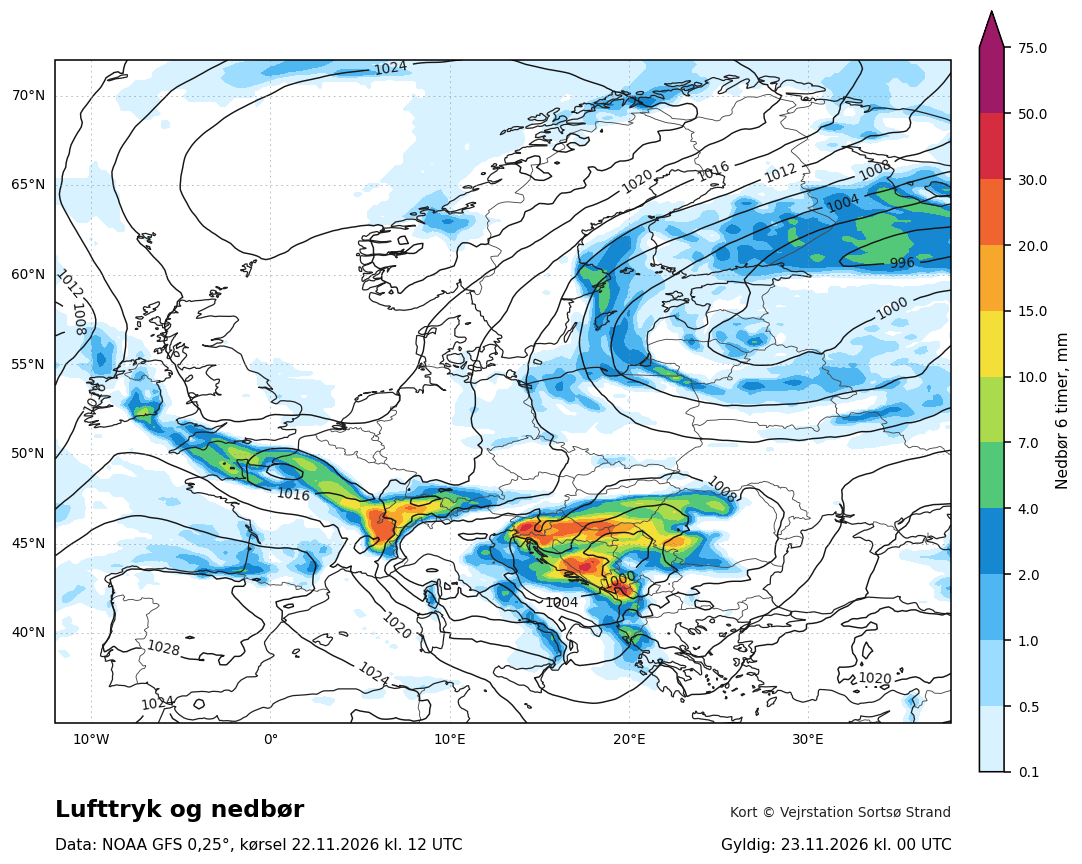 75.0
50.0
30.0
20.0
15.0
10.0
7.0
4.0
2.0
1.0
0.5
0.1
Nedbør 6 timer, mm
70°N
65°N
60°N
55°N
50°N
45°N
40°N
10°W
0°
10°E
20°E
30°E
1024
1020
1016
1012
1008
1004
996
1000
1012
1008
1016
1008
1000
1004
1020
1024
1028
1024
1020
Lufttryk og nedbør
Kort © Vejrstation Sortsø Strand
Data: NOAA GFS 0,25°, kørsel 22.11.2026 kl. 12 UTC
Gyldig: 23.11.2026 kl. 00 UTC